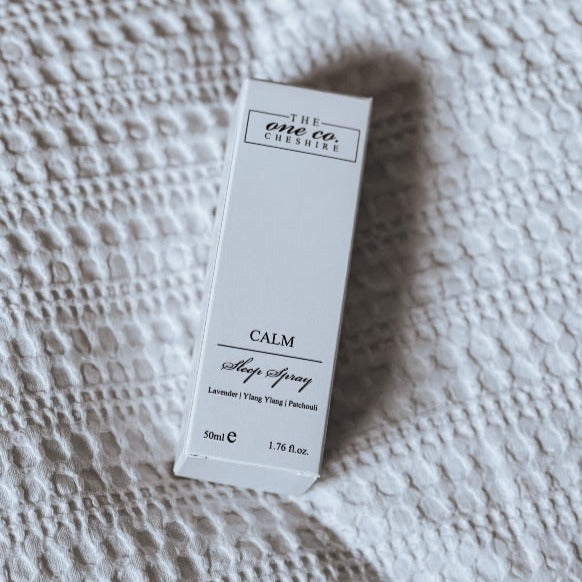 THE
one co.
CHESHIRE
CALM
Sleep Spray
Lavender | Ylang Ylang | Patchouli
50ml e 1.76 fl.oz.